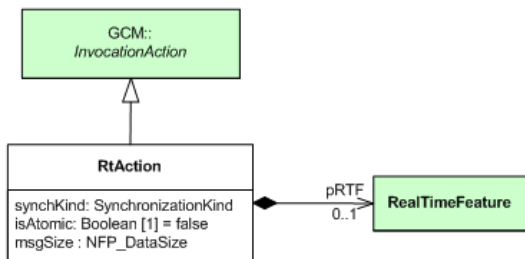 GCM::
InvocationAction
RtAction
synchKind: SynchronizationKind
isAtomic: Boolean [1] = false
msgSize : NFP_DataSize
pRTF
0..1
RealTimeFeature